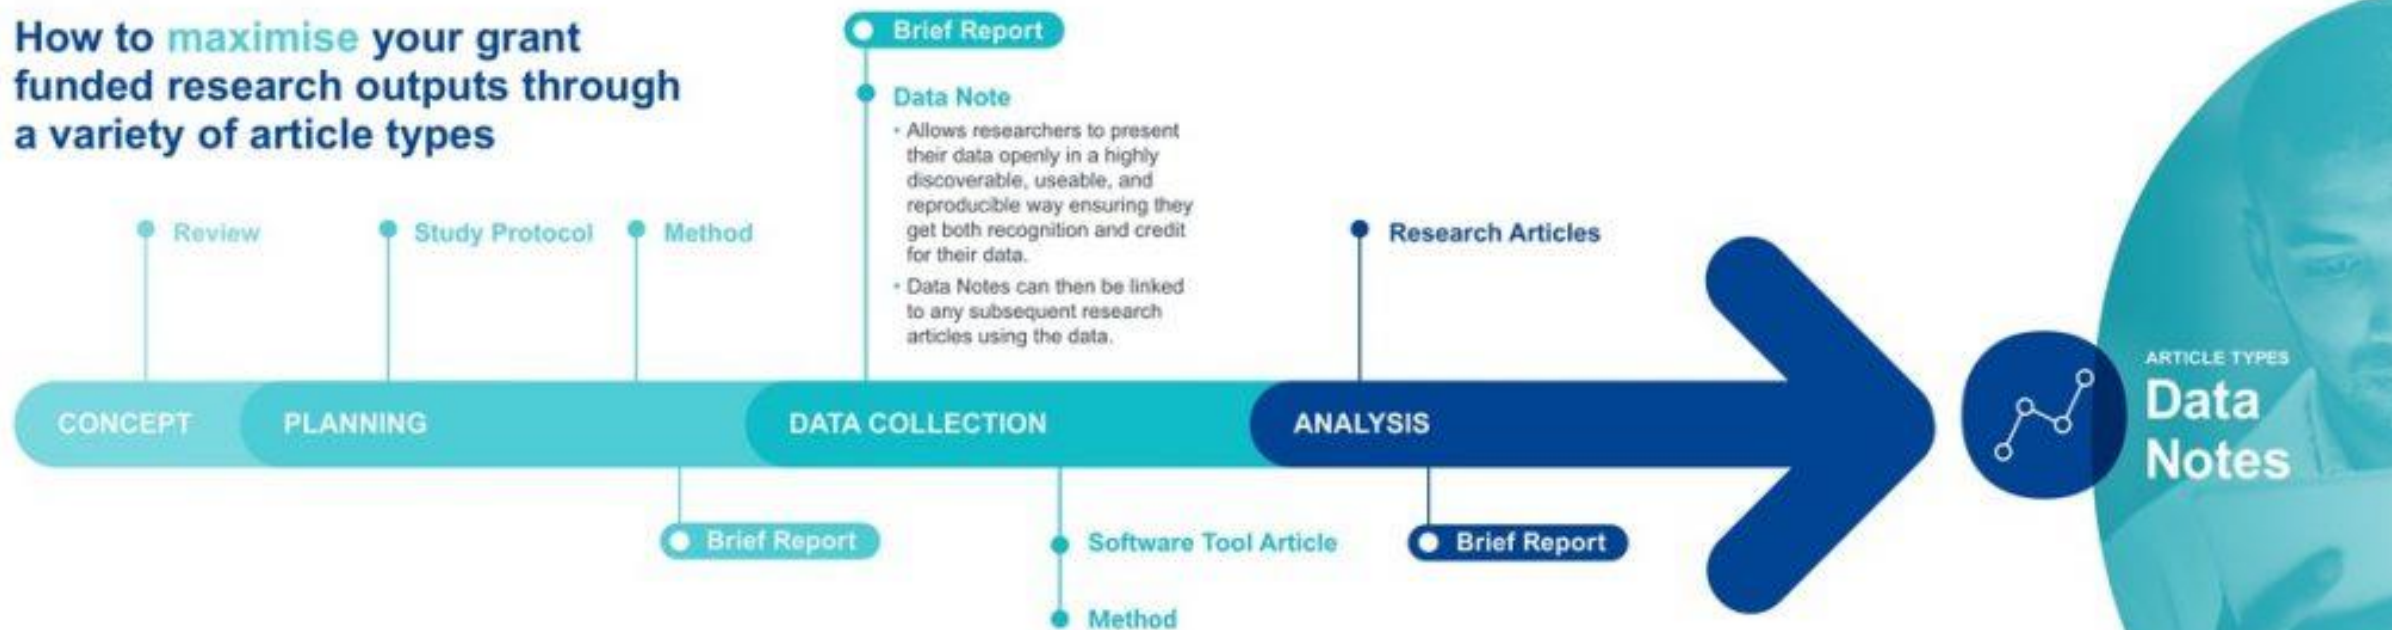 How to maximise your grant
funded research outputs through
a variety of article types
Brief Report
Data Note
• Allows researchers to present
their data openly in a highly
discoverable, useable, and
reproducible way ensuring they
get both recognition and credit
for their data.
• Data Notes can then be linked
to any subsequent research
articles using the data.
Review
Study Protocol
Method
Research Articles
CONCEPT
PLANNING
DATA COLLECTION
ANALYSIS
Brief Report
Software Tool Article
Method
Brief Report
ARTICLE TYPES
Data
Notes